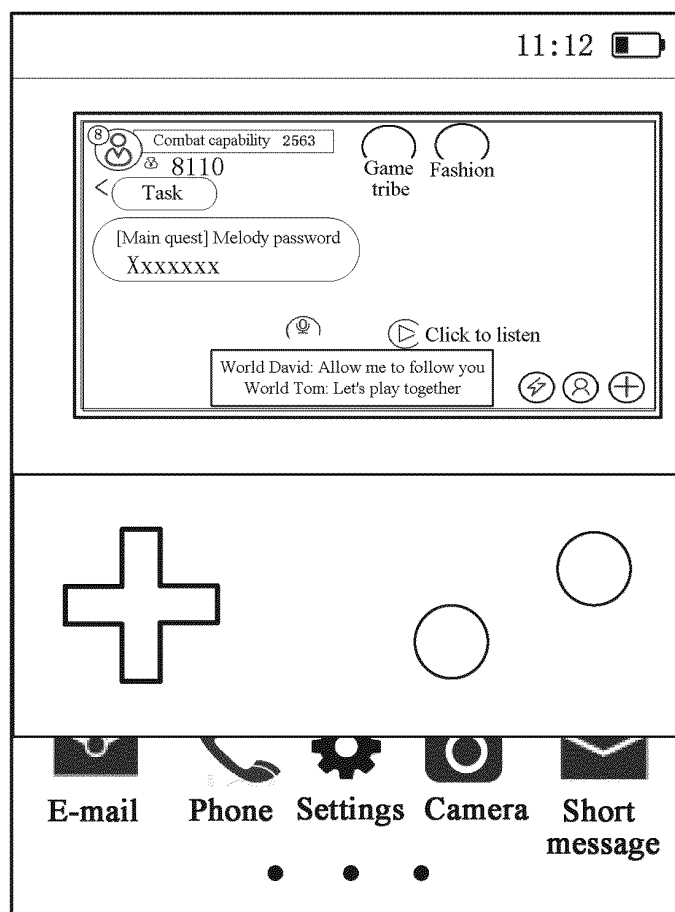 11:12
8
Combat capability 2563
8110
Game
tribe
Fashion
Task
[Main quest] Melody password
Xxxxxxx
Click to listen
World David: Allow me to follow you
World Tom: Let's play together
E-mail
Phone
Settings
Camera
Short
message